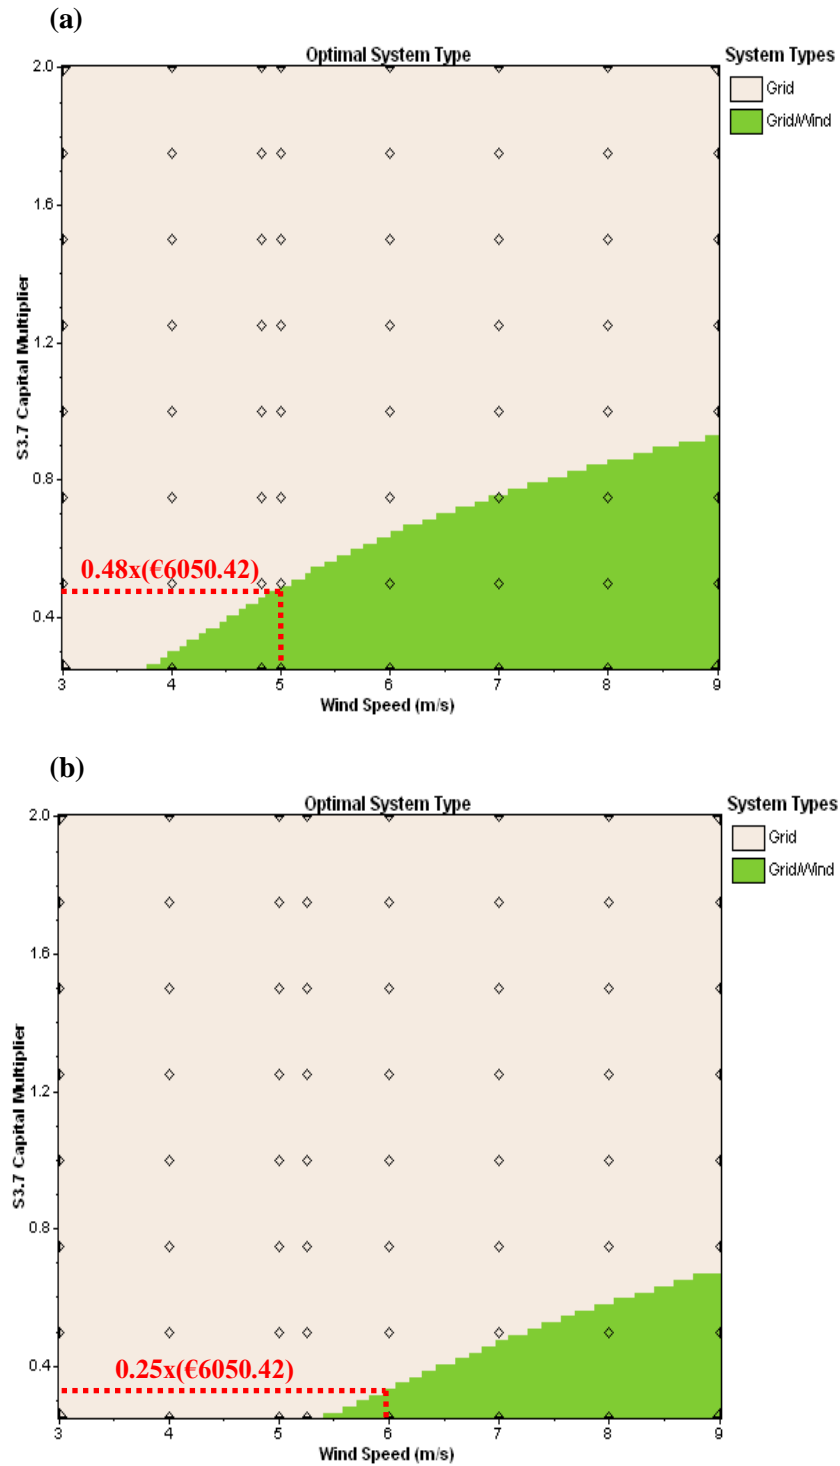 (a)
Optimal System Type
System Types
Grid
Grid/Wind
2.0
1.6
1.2
0.8
0.4
S3.7 Capital Multiplier
0.48x(€6050.42)
3 4 5 6 7 8 9
Wind Speed (m/s)
(b)
Optimal System Type
System Types
Grid
Grid/Wind
2.0
1.6
1.2
0.8
0.4
S3.7 Capital Multiplier
0.25x(€6050.42)
3 4 5 6 7 8 9
Wind Speed (m/s)